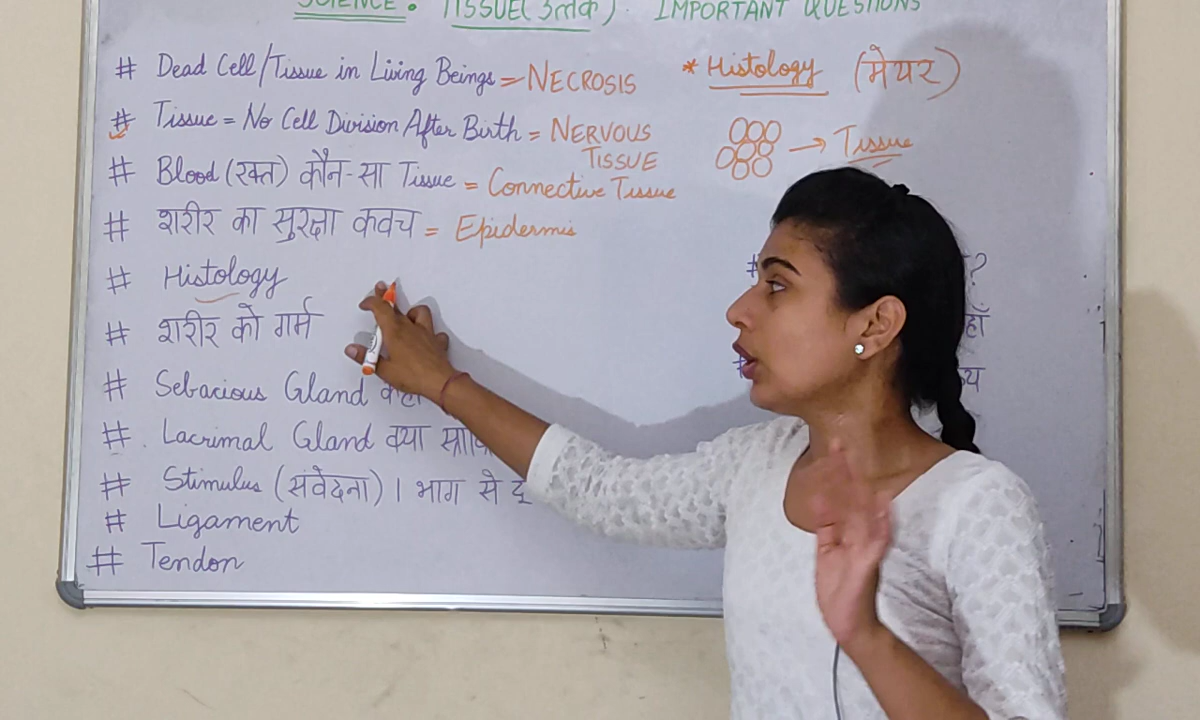 SCIENCE. TISSUE(उत्तक). IMPORTANT QUESTIONS
# Dead Cell/Tissue in Living Beings = NECROSIS
# Tissue = No Cell Division After Birth = NERVOUS TISSUE
# Blood (रक्त) कौन-सा Tissue = Connective Tissue
# शरीर का सुरक्षा कवच = Epidermis
# Histology
# शरीर को गर्म
# Sebacious Gland
# Lacrimal Gland क्या
# Stimulus (संवेदना) । भाग से
# Ligament
# Tendon
* Histology (मेयर)
→ Tissue
#
?
#